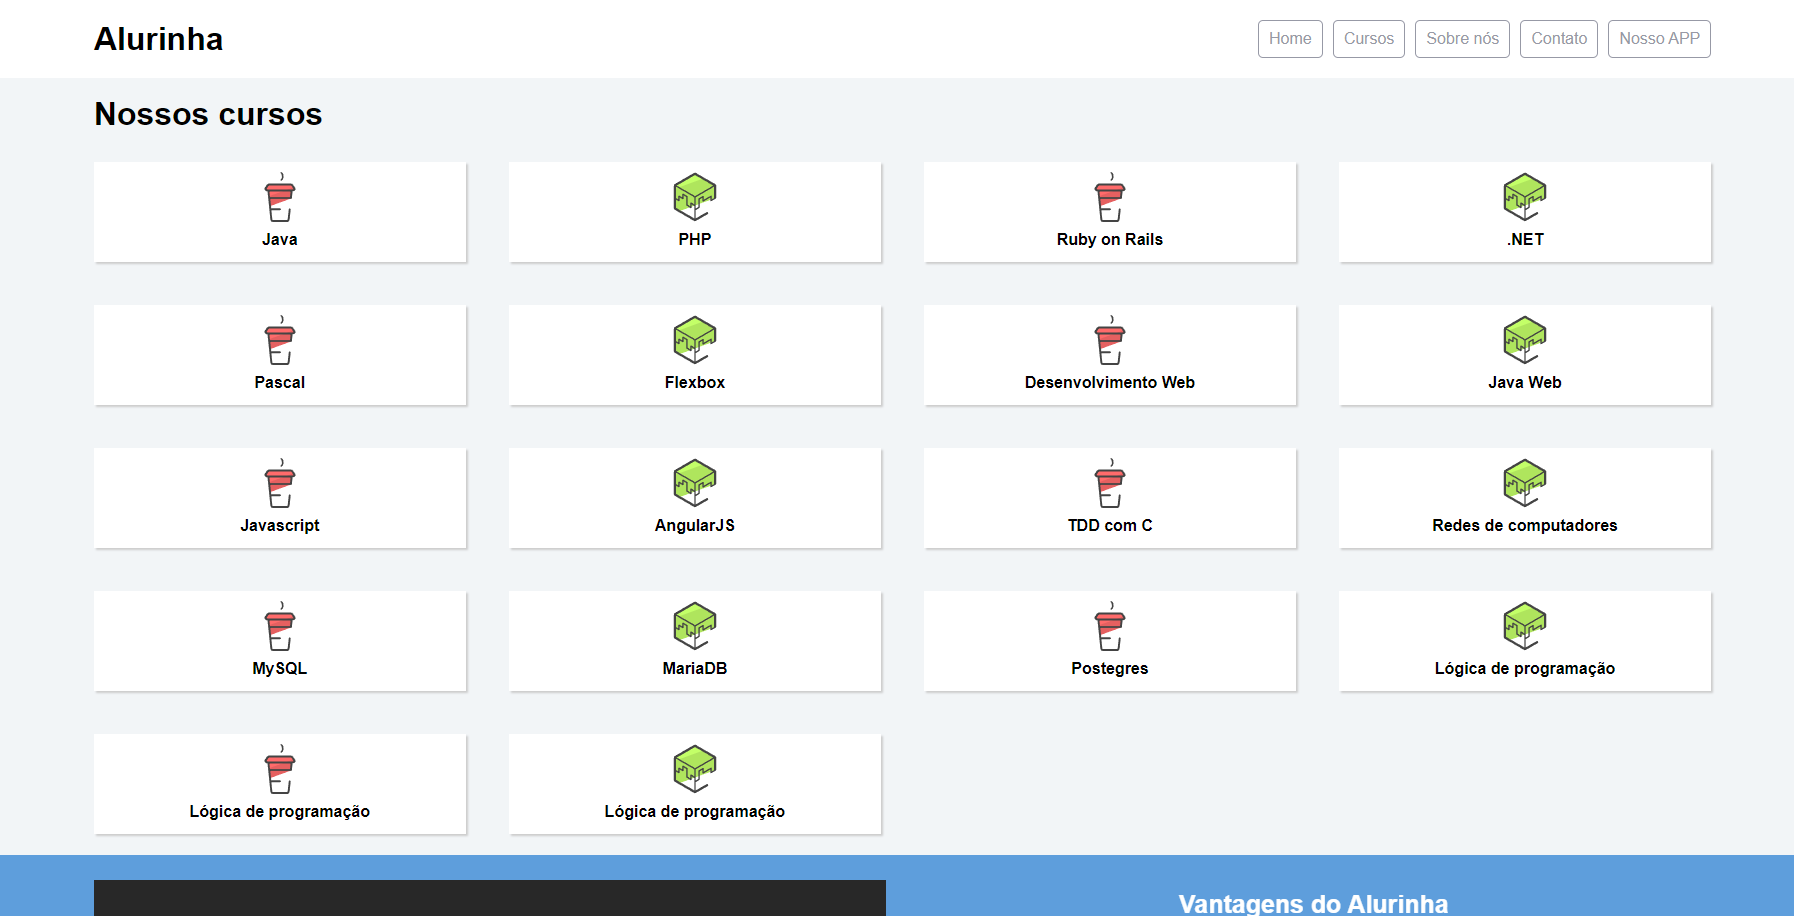 Alurinha
Home
Cursos
Sobre nós
Contato
Nosso APP
Nossos cursos
Java
PHP
Ruby on Rails
.NET
Pascal
Flexbox
Desenvolvimento Web
Java Web
Javascript
AngularJS
TDD com C
Redes de computadores
MySQL
MariaDB
Postegres
Lógica de programação
Lógica de programação
Lógica de programação
Vantagens do Alurinha